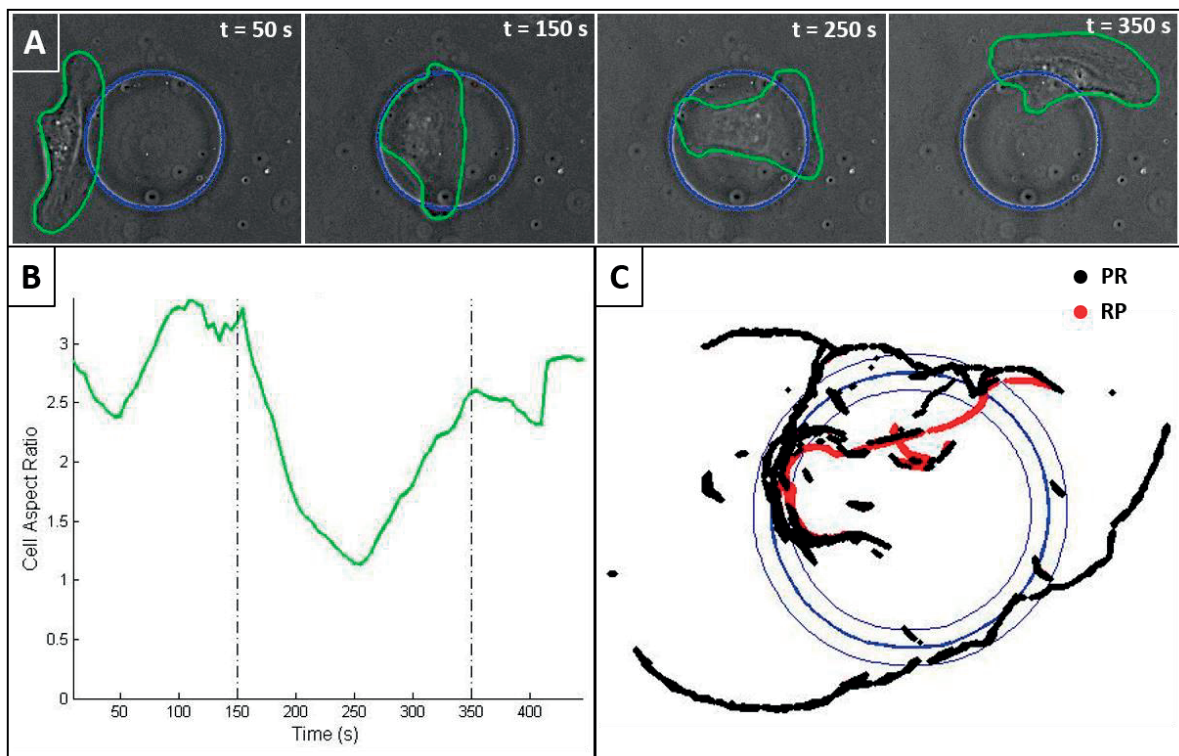 A
t = 50 s
t = 150 s
t = 250 s
t = 350 s
B
Cell Aspect Ratio
3
2.5
2
1.5
1
0.5
0
50 100 150 200 250 300 350 400
Time (s)
C
PR
RP